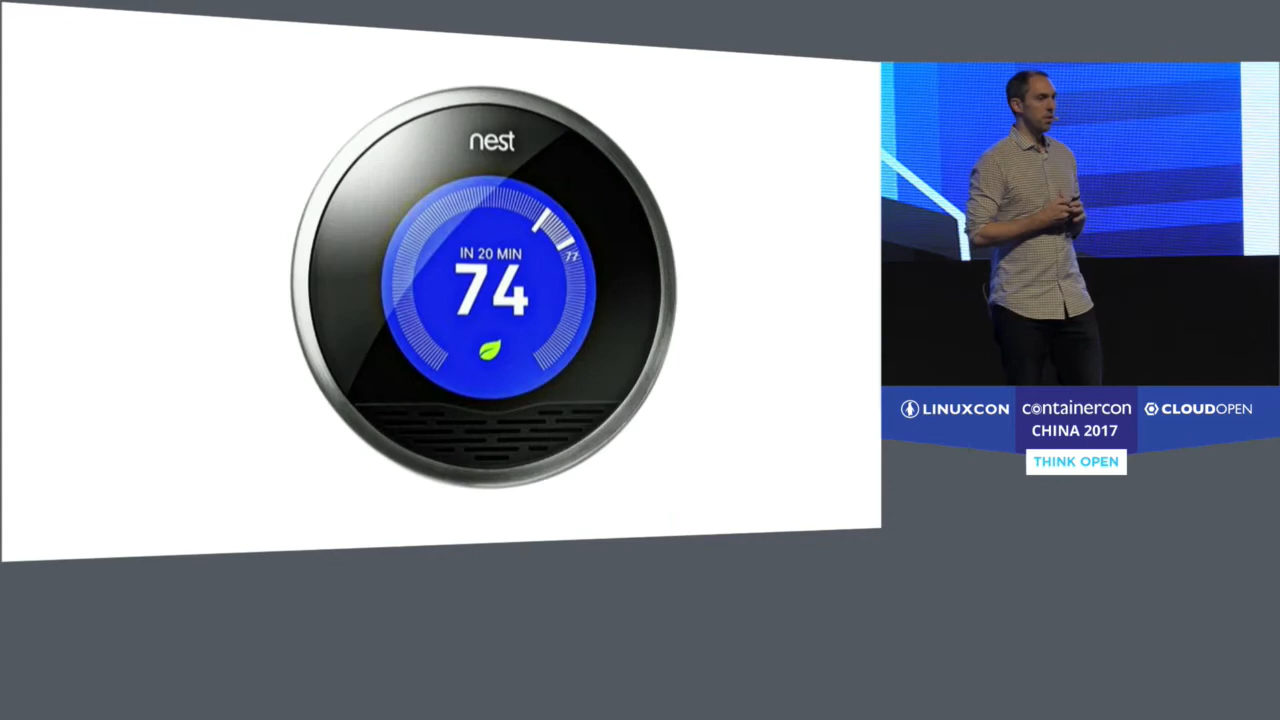 nest
IN 20 MIN
77
74
LINUXCON
containercon
CLOUDOPEN
CHINA 2017
THINK OPEN